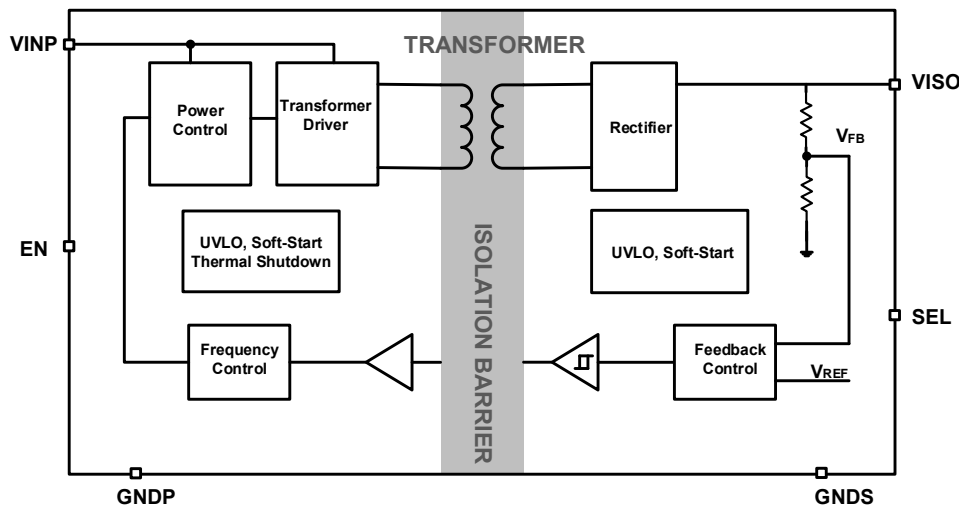 VINP
TRANSFORMER
VISO
Power
Control
Transformer
Driver
Rectifier
VFB
UVLO, Soft-Start
Thermal Shutdown
ISOLATION BARRIER
UVLO, Soft-Start
EN
SEL
Frequency
Control
Feedback
Control
VREF
GNDP
GNDS